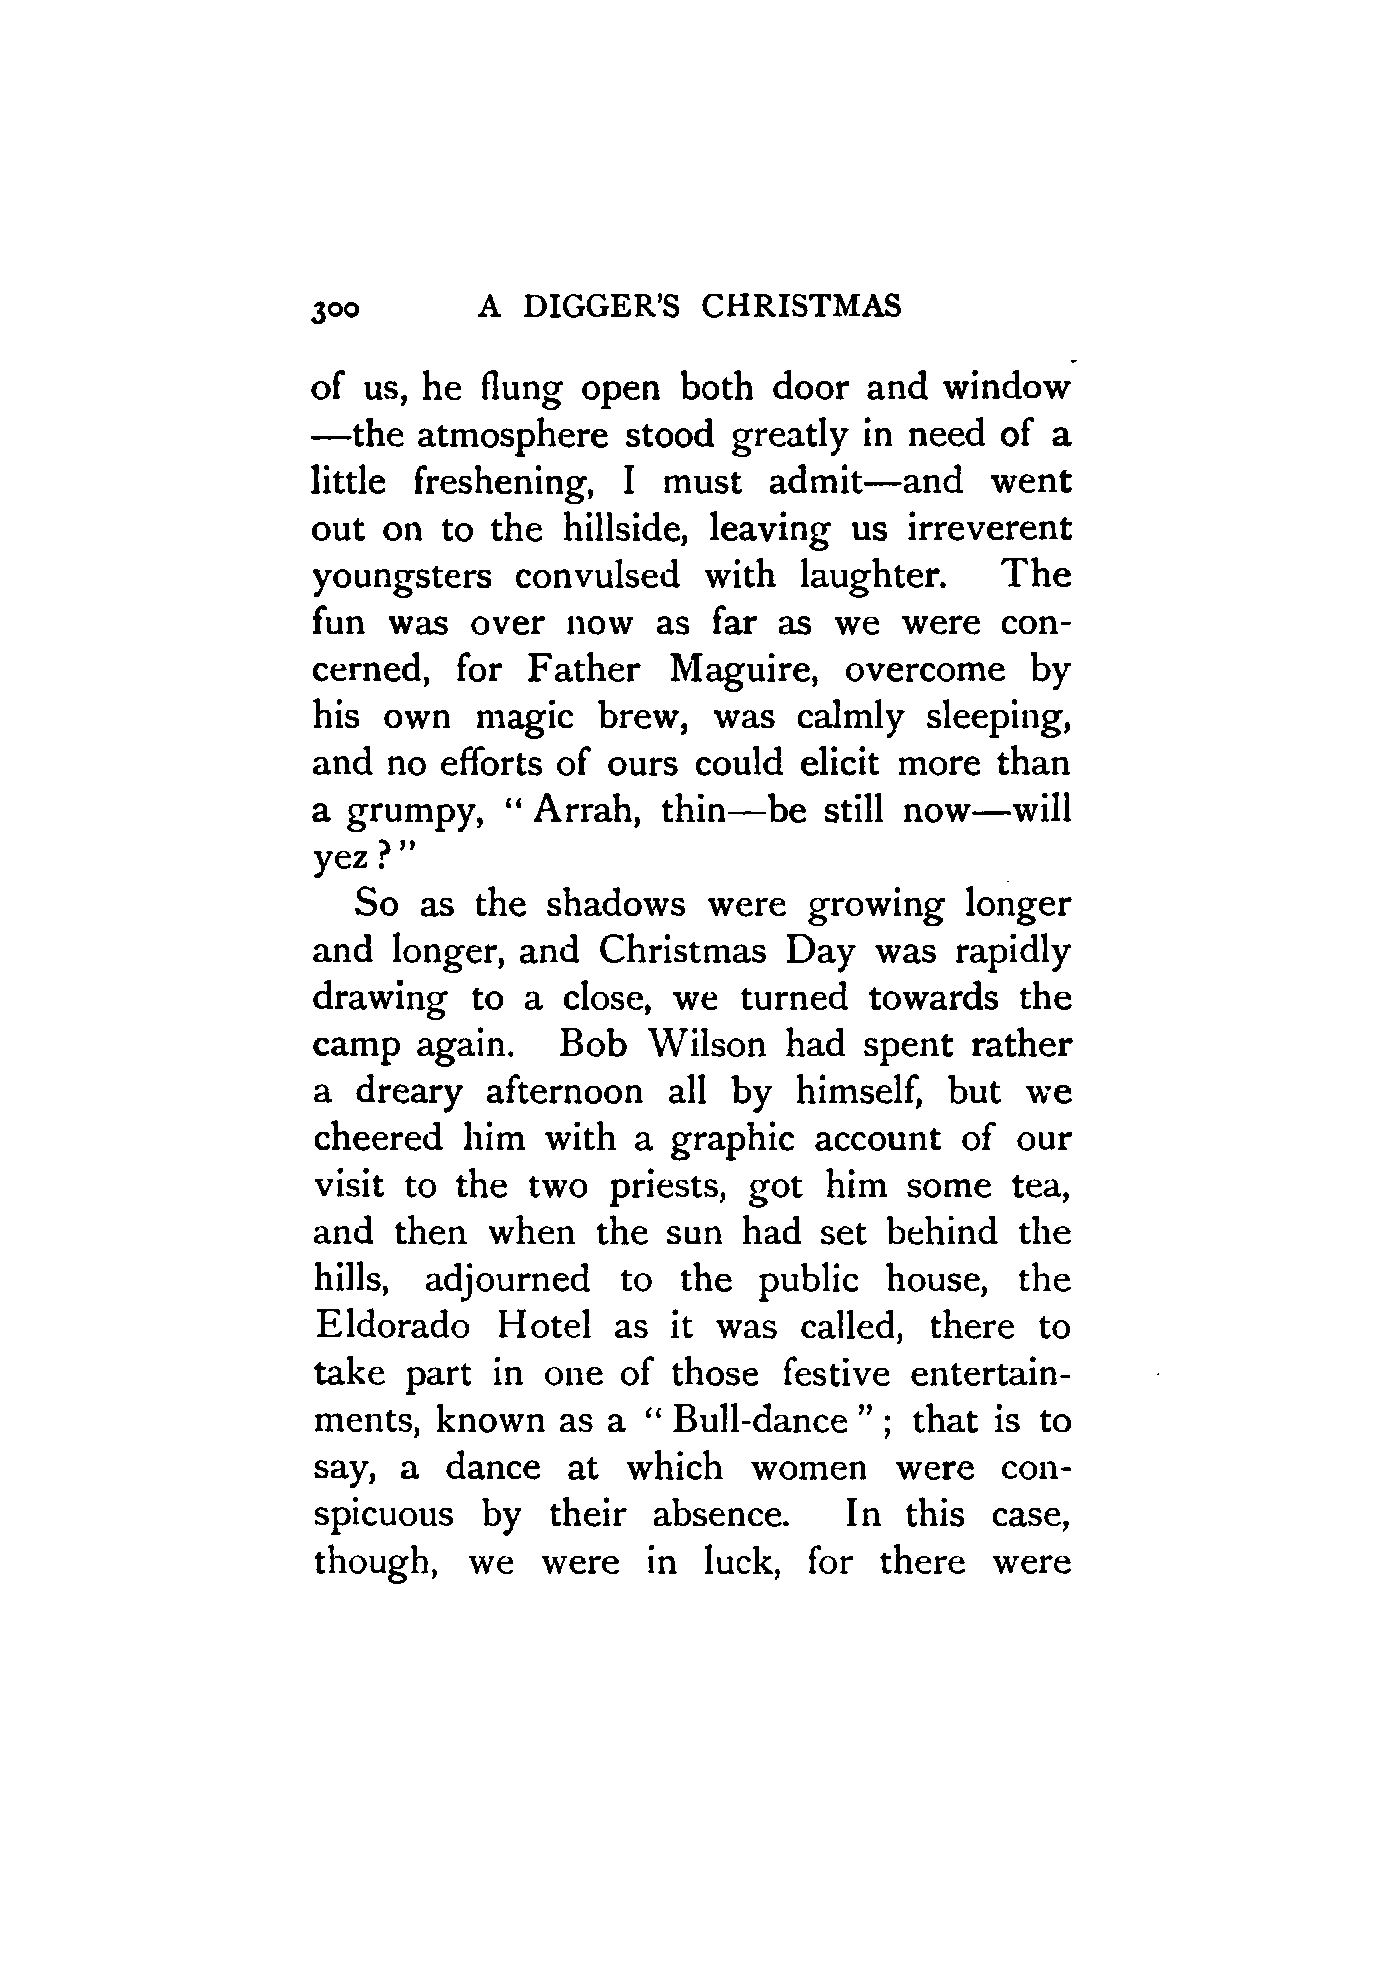 300 A DIGGER'S CHRISTMAS
of us, he flung open both door and window
—the atmosphere stood greatly in need of a
little freshening, I must admit—and went
out on to the hillside, leaving us irreverent
youngsters convulsed with laughter. The
fun was over now as far as we were con-
cerned, for Father Maguire, overcome by
his own magic brew, was calmly sleeping,
and no efforts of ours could elicit more than
a grumpy, “ Arrah, thin—be still now—will
yez ? ”
So as the shadows were growing longer
and longer, and Christmas Day was rapidly
drawing to a close, we turned towards the
camp again. Bob Wilson had spent rather
a dreary afternoon all by himself, but we
cheered him with a graphic account of our
visit to the two priests, got him some tea,
and then when the sun had set behind the
hills, adjourned to the public house, the
Eldorado Hotel as it was called, there to
take part in one of those festive entertain-
ments, known as a “ Bull-dance ” ; that is to
say, a dance at which women were con-
spicuous by their absence. In this case,
though, we were in luck, for there were